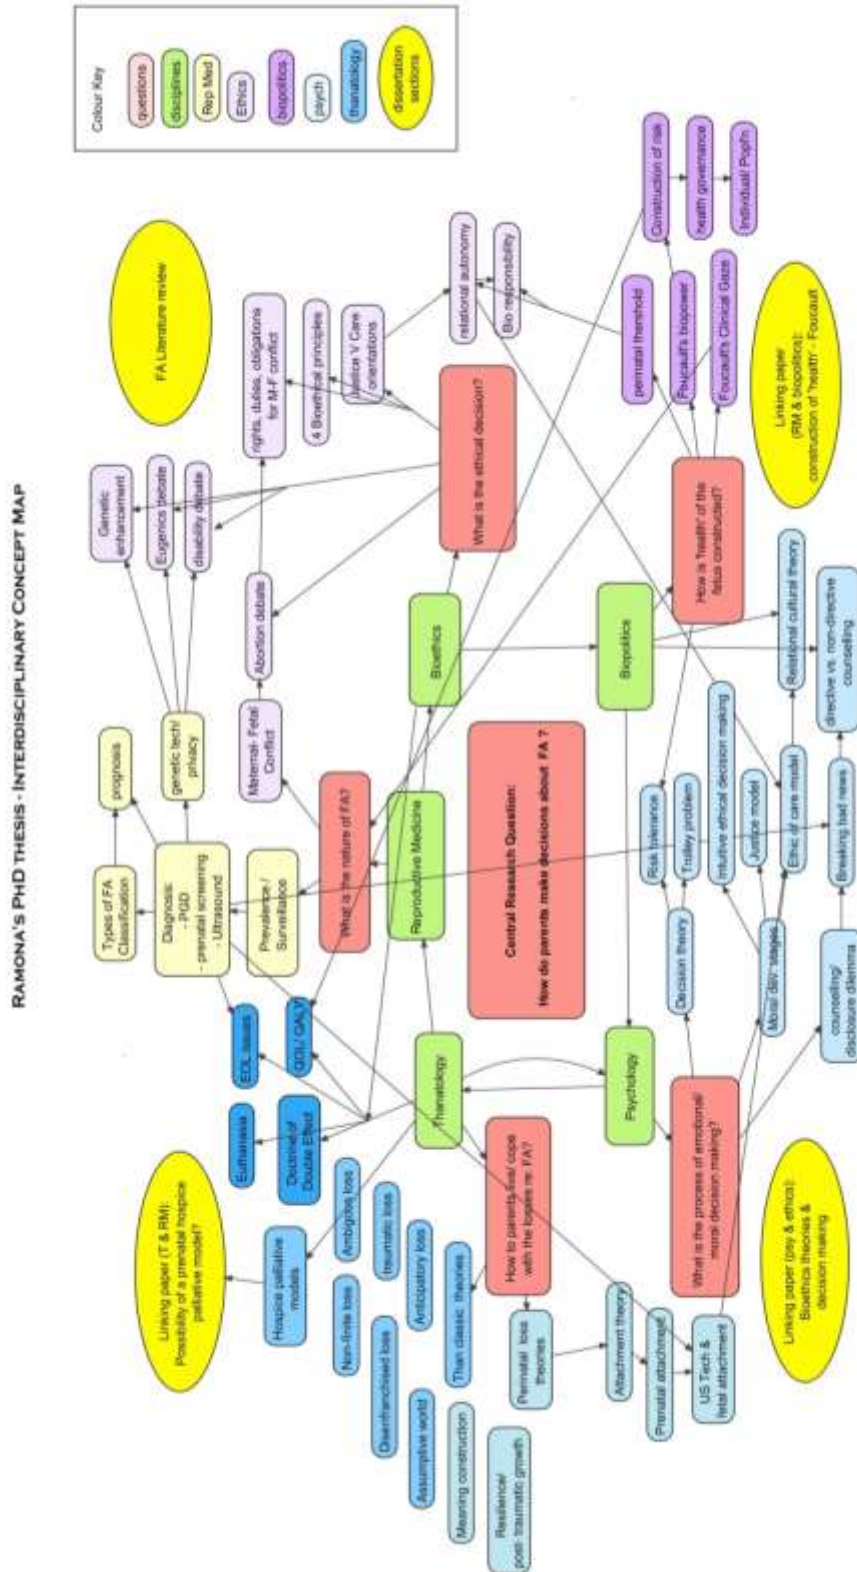 RAMONA'S PHD THESIS - INTERDISCIPLINARY CONCEPT MAP
Colour Key
questions
disciplines
Rep Med
Ethics
biopolitics
psych
thanatology
dissertation
sections
Linking paper (T & RM):
Possibility of a prenatal hospice
palliative model?
FA Literature review
Types of FA
Classification
prognosis
Diagnosis:
- PGD
- prenatal screening
- Ultrasound
genetic tech/
privacy
Genetic
enhancement
Eugenics debate
disability debate
Euthanasia
EOL issues
Doctrine of
Double Effect
QOL/ QALY
Prevalence /
Surveillance
Maternal- Fetal
Conflict
Abortion debate
rights, duties, obligations
for M-F conflict
4 Bioethical principles
Justice V Care
orientations
Hospice palliative
models
Non-finite loss
Ambigious loss
Disenfranchised loss
traumatic loss
Assumptive world
Anticipatory loss
Meaning construction
Than classic theories
Resilience/
post- traumatic growth
What is the nature of FA?
What is the ethical decision?
relational autonomy
Bio responsibility
Thanatology
Reproductive Medicine
Bioethics
How to parents live/ cope
with the losses re: FA?
Perinatal loss
theories
Central Research Question:
How do parents make decisions about FA ?
Attachment theory
Prenatal attachment
US Tech &
fetal attachment
Psychology
Biopolitics
What is the process of emotional/
moral decision making?
How is 'health' of the
fetus constructed?
perinatal thershold
Foucault's biopower
Foucault's Clinical Gaze
Construction of risk
health governance
Individual/ Popl'n
Decision theory
Risk tolerance
Trolley problem
Intuitive ethical decision making
Moral dev. stages
Justice model
Ethic of care model
Relational cultural theory
counselling/
disclosure dilemma
Breaking bad news
directive vs. non-directive
counselling
Linking paper (psy & ethics):
Bioethica theories &
decision making
Linking paper
(RM & biopolitics):
construction of 'health' - Foucault